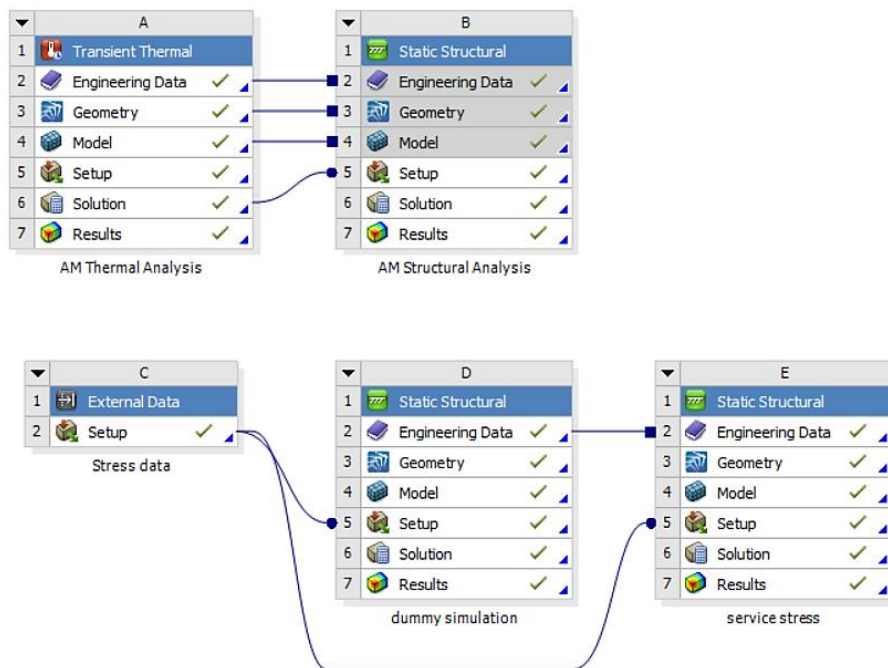 A
1 Transient Thermal
2 Engineering Data
3 Geometry
4 Model
5 Setup
6 Solution
7 Results
AM Thermal Analysis
B
1 Static Structural
2 Engineering Data
3 Geometry
4 Model
5 Setup
6 Solution
7 Results
AM Structural Analysis
C
1 External Data
2 Setup
Stress data
D
1 Static Structural
2 Engineering Data
3 Geometry
4 Model
5 Setup
6 Solution
7 Results
dummy simulation
E
1 Static Structural
2 Engineering Data
3 Geometry
4 Model
5 Setup
6 Solution
7 Results
service stress